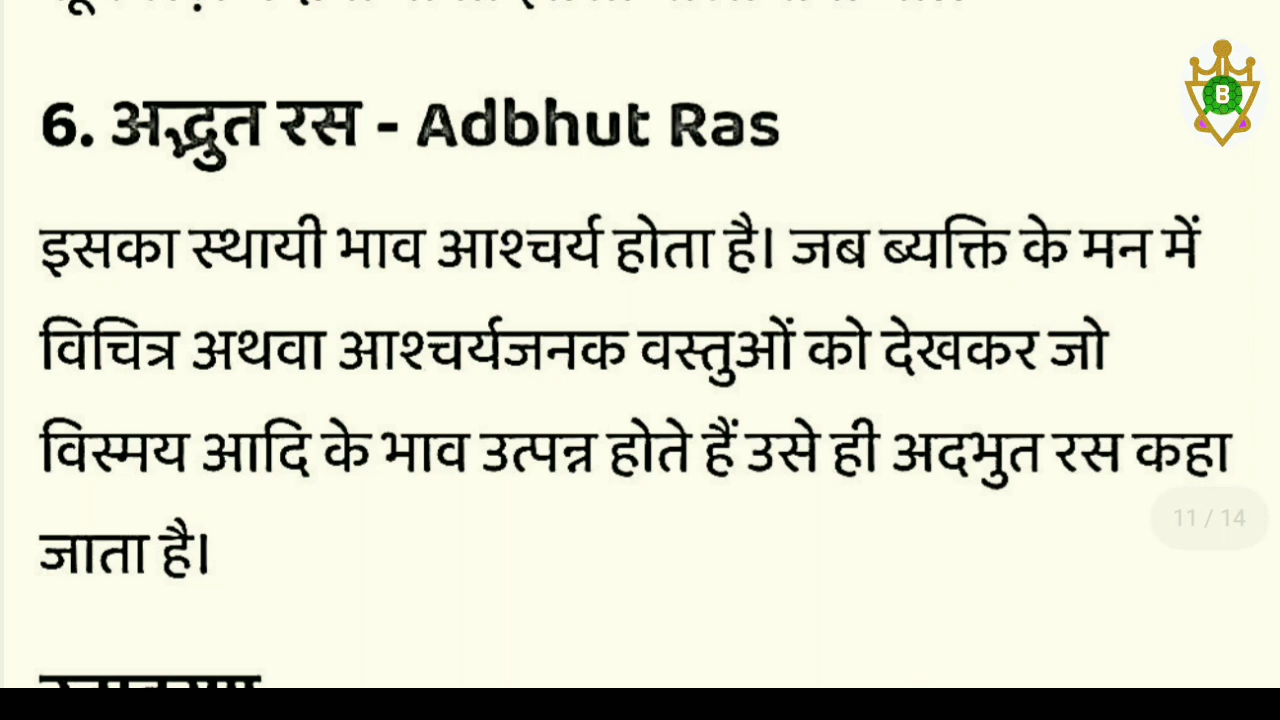 6. अद्भुत रस - Adbhut Ras
B
इसका स्थायी भाव आश्चर्य होता है। जब ब्यक्ति के मन में
विचित्र अथवा आश्चर्यजनक वस्तुओं को देखकर जो
विस्मय आदि के भाव उत्पन्न होते हैं उसे ही अदभुत रस कहा
11 / 14
जाता है।